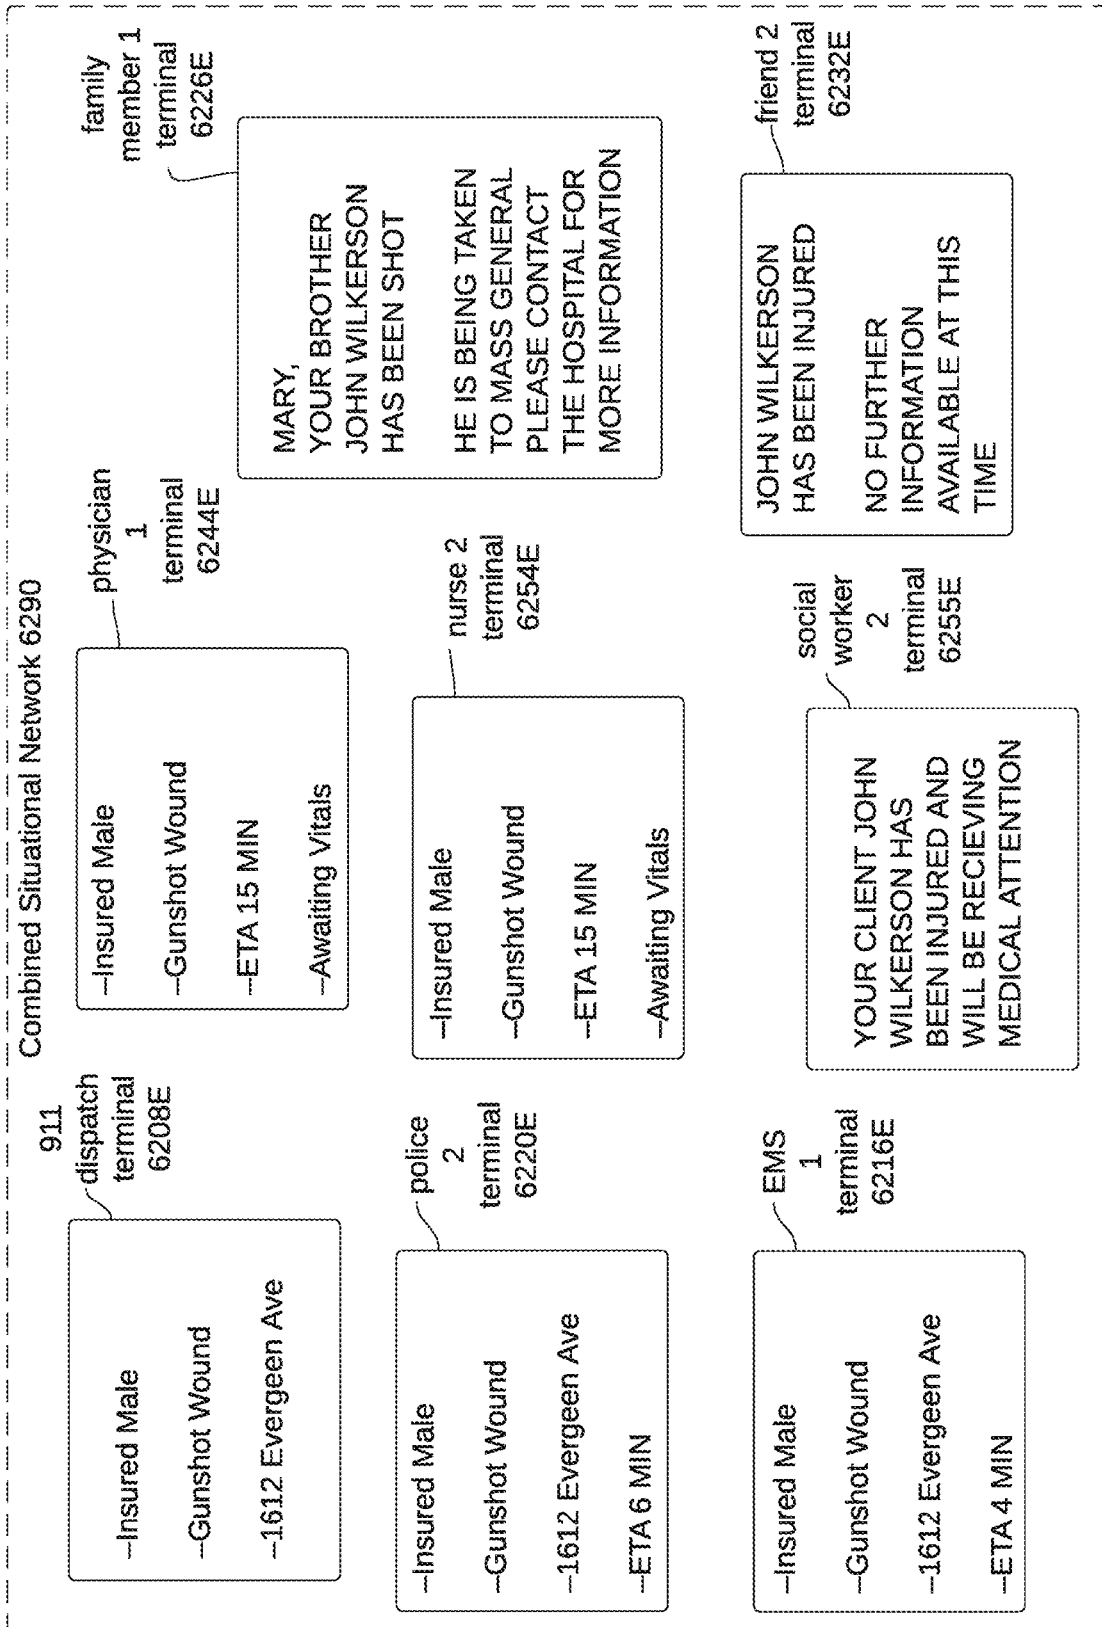 Combined Situational Network 6290
911
dispatch
terminal
6208E
–Insured Male
–Gunshot Wound
–1612 Evergeen Ave
physician
1
terminal
6244E
–Insured Male
–Gunshot Wound
–ETA 15 MIN
–Awaiting Vitals
family
member 1
terminal
6226E
MARY,
YOUR BROTHER
JOHN WILKERSON
HAS BEEN SHOT
HE IS BEING TAKEN
TO MASS GENERAL
PLEASE CONTACT
THE HOSPITAL FOR
MORE INFORMATION
police
2
terminal
6220E
–Insured Male
–Gunshot Wound
–1612 Evergeen Ave
–ETA 6 MIN
nurse 2
terminal
6254E
–Insured Male
–Gunshot Wound
–ETA 15 MIN
–Awaiting Vitals
EMS
1
terminal
6216E
–Insured Male
–Gunshot Wound
–1612 Evergeen Ave
–ETA 4 MIN
social
worker
2
terminal
6255E
YOUR CLIENT JOHN
WILKERSON HAS
BEEN INJURED AND
WILL BE RECIEVING
MEDICAL ATTENTION
friend 2
terminal
6232E
JOHN WILKERSON
HAS BEEN INJURED
NO FURTHER
INFORMATION
AVAILABLE AT THIS
TIME